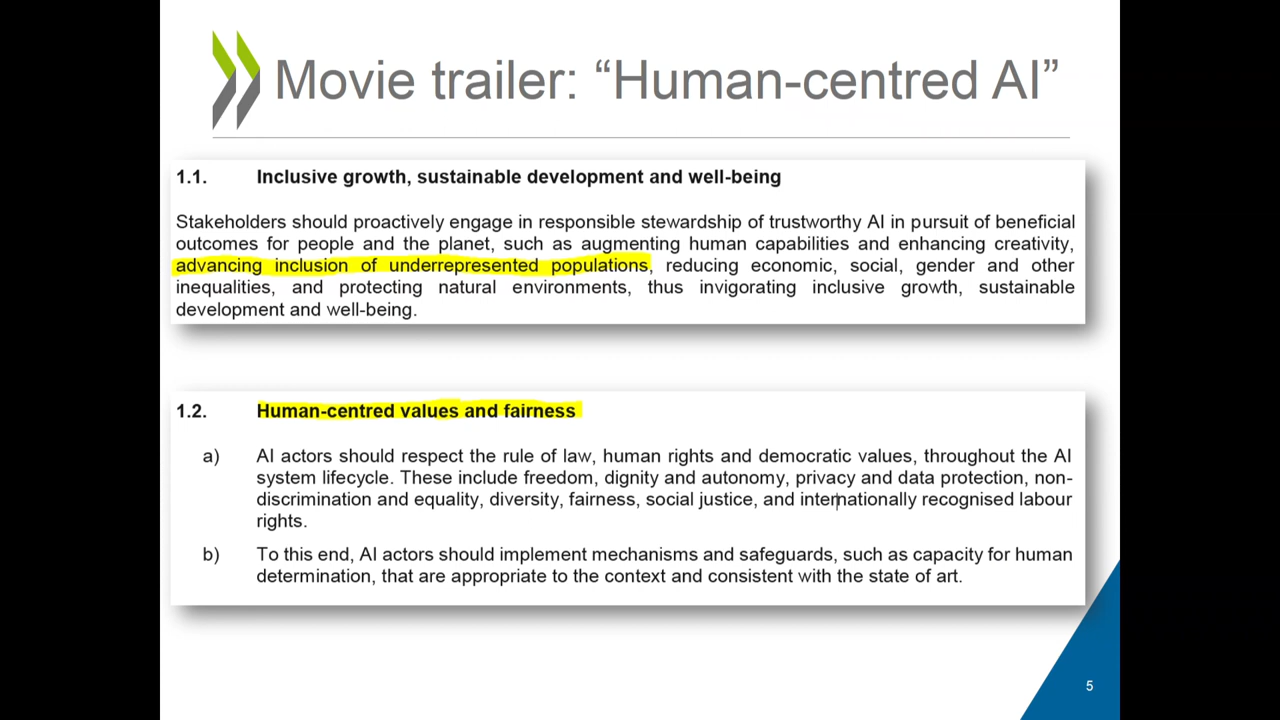 Movie trailer: “Human-centred AI”
1.1. Inclusive growth, sustainable development and well-being
Stakeholders should proactively engage in responsible stewardship of trustworthy AI in pursuit of beneficial
outcomes for people and the planet, such as augmenting human capabilities and enhancing creativity,
advancing inclusion of underrepresented populations, reducing economic, social, gender and other
inequalities, and protecting natural environments, thus invigorating inclusive growth, sustainable
development and well-being.
1.2. Human-centred values and fairness
a) AI actors should respect the rule of law, human rights and democratic values, throughout the AI
system lifecycle. These include freedom, dignity and autonomy, privacy and data protection, non-
discrimination and equality, diversity, fairness, social justice, and internationally recognised labour
rights.
b) To this end, AI actors should implement mechanisms and safeguards, such as capacity for human
determination, that are appropriate to the context and consistent with the state of art.
5